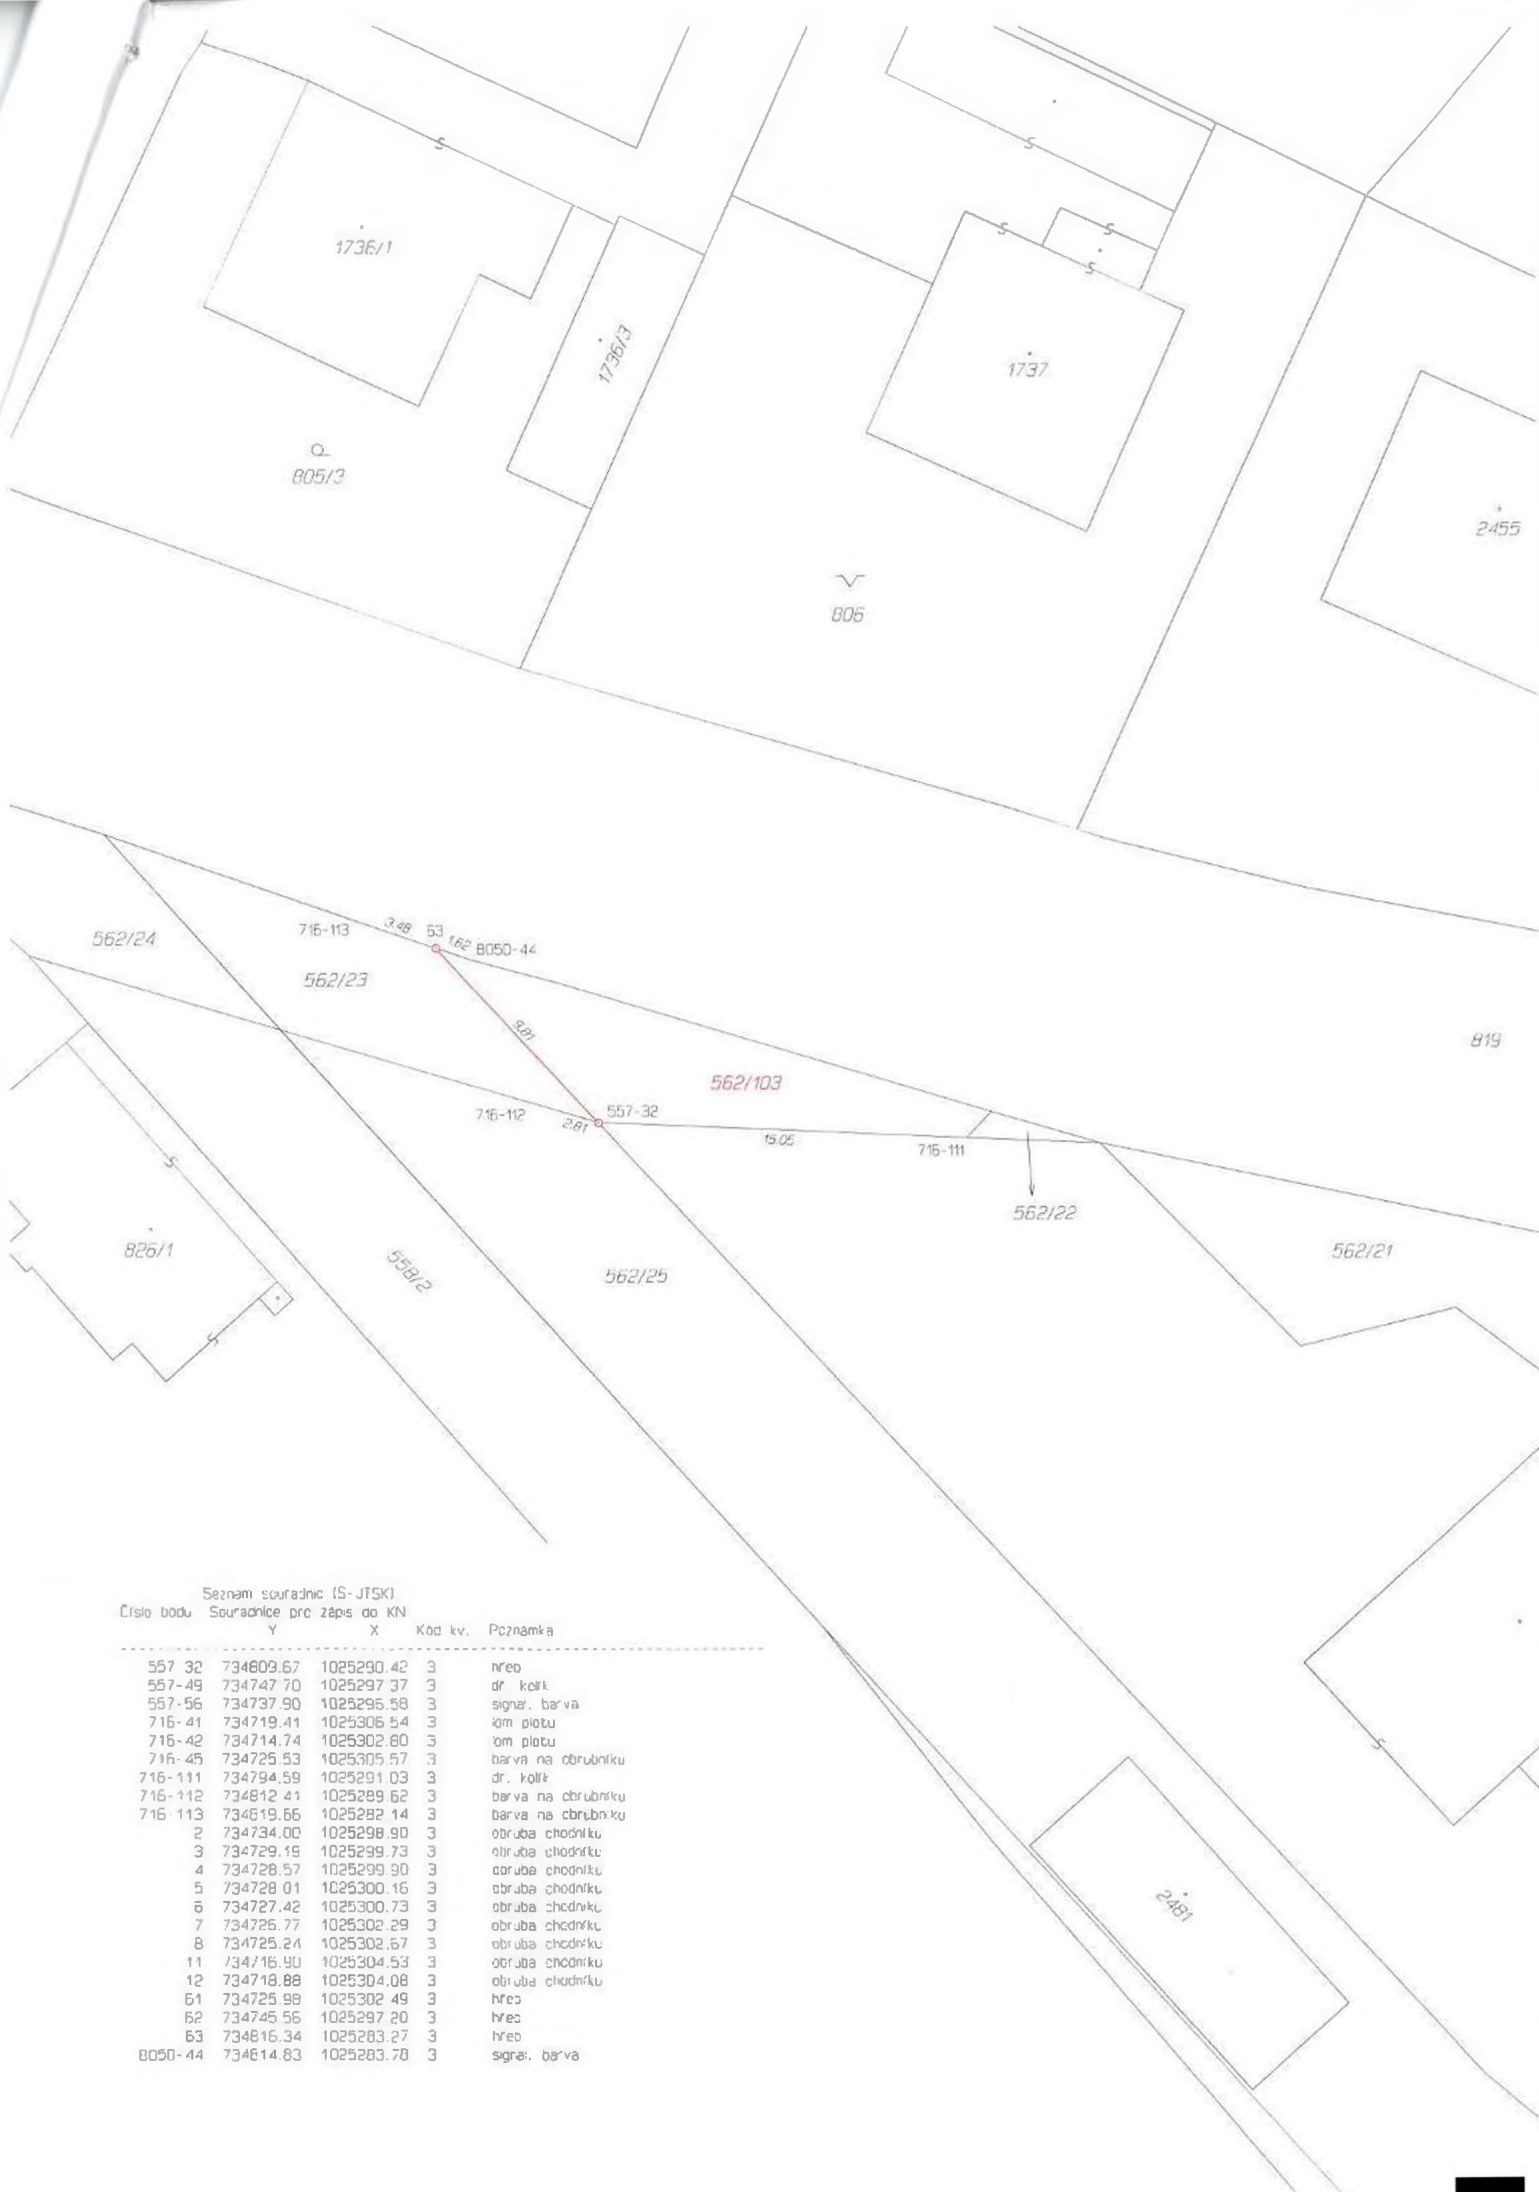 S
1736/1
S
S
S
S
1736/3
1737
805/3
2455
806
562/24
716-113
3.48
63
1.62
8050-44
562/23
9.81
819
562/103
716-112
2.81
557-32
15.05
716-111
S
562/22
826/1
558/2
562/25
562/21
S
Seznam souřadnic (S-JTSK)
Číslo bodu Souřadnice pro zápis do KN
Y X Kód kv. Poznámka
557-32 734809.67 1025290.42 3 hřeb
557-49 734747.70 1025297.37 3 dř. kolík
557-56 734737.90 1025296.58 3 signal. barva
716-41 734719.41 1025306.54 3 lom plotu
716-42 734714.74 1025302.80 3 lom plotu
716-45 734725.53 1025305.57 3 barva na obrubníku
716-111 734794.59 1025291.03 3 dř. kolík
716-112 734812.41 1025289.62 3 barva na obrubníku
716-113 734819.66 1025282.14 3 barva na obrubníku
2 734734.00 1025298.90 3 obruba chodníku
3 734729.19 1025299.73 3 obruba chodníku
4 734728.57 1025299.90 3 obruba chodníku
5 734728.01 1025300.16 3 obruba chodníku
6 734727.42 1025300.73 3 obruba chodníku
7 734726.77 1025302.29 3 obruba chodníku
8 734725.24 1025302.67 3 obruba chodníku
11 734716.90 1025304.53 3 obruba chodníku
12 734718.88 1025304.08 3 obruba chodníku
61 734725.98 1025302.49 3 hřeb
62 734745.56 1025297.20 3 hřeb
63 734816.34 1025283.27 3 hřeb
8050-44 734814.83 1025283.78 3 signal. barva
S
2481